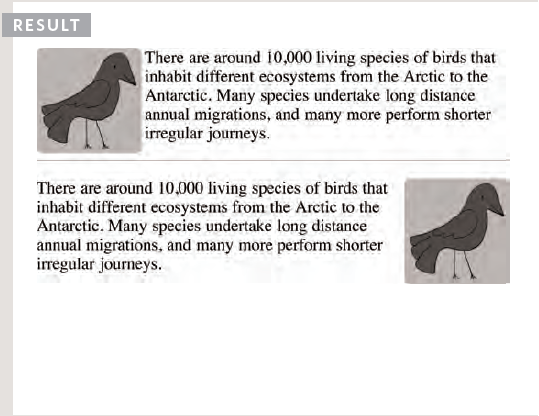 RESULT
There are around 10,000 living species of birds that
inhabit different ecosystems from the Arctic to the
Antarctic. Many species undertake long distance
annual migrations, and many more perform shorter
irregular journeys.
There are around 10,000 living species of birds that
inhabit different ecosystems from the Arctic to the
Antarctic. Many species undertake long distance
annual migrations, and many more perform shorter
irregular journeys.